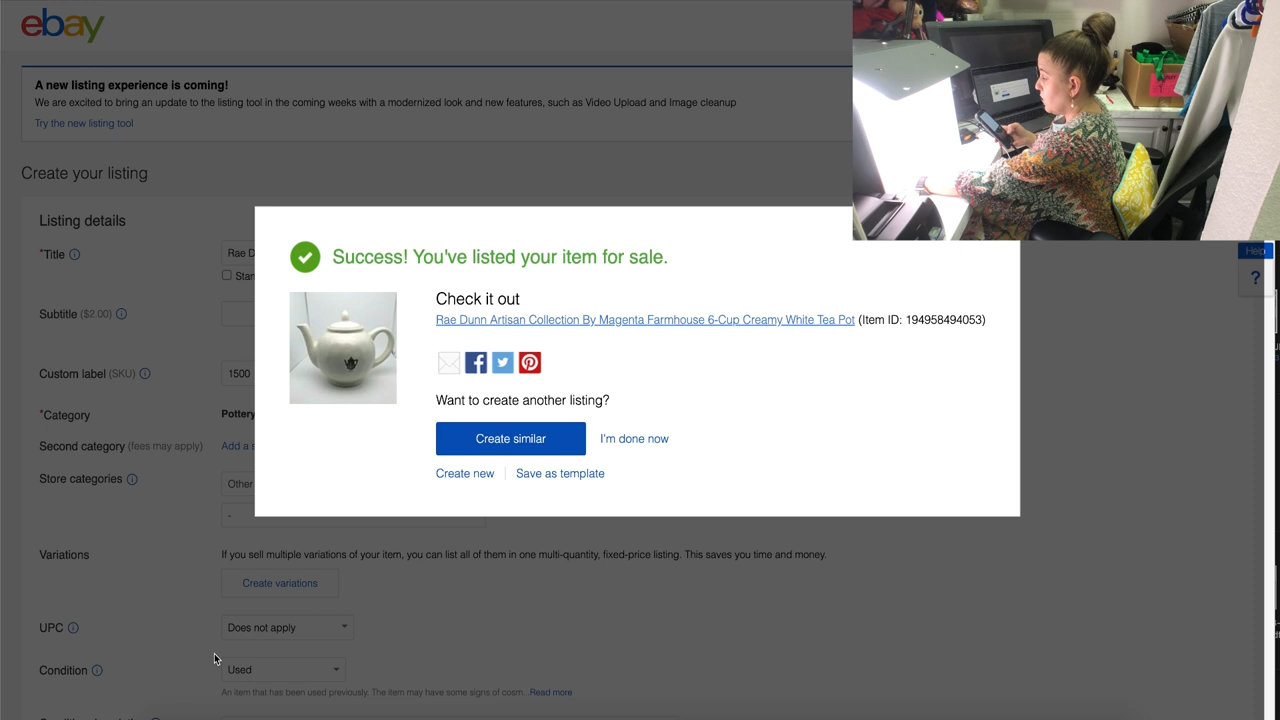 ebay
A new listing experience is coming!
We are excited to bring an update to the listing tool in the coming weeks with a modernized look and new features, such as Video Upload and Image cleanup
Try the new listing tool
Create your listing
Listing details
*Title
Rae D
Stan
Subtitle ($2.00)
Custom label (SKU)
1500
*Category
Pottery
Second category (fees may apply)
Add a s
Store categories
Other
-
Success! You've listed your item for sale.
Check it out
Rae Dunn Artisan Collection By Magenta Farmhouse 6-Cup Creamy White Tea Pot (Item ID: 194958494053)
Want to create another listing?
Create similar
I'm done now
Create new
Save as template
Help
?
Variations
If you sell multiple variations of your item, you can list all of them in one multi-quantity, fixed-price listing. This saves you time and money.
Create variations
UPC
Does not apply
Condition
Used
An item that has been used previously. The item may have some signs of cosm...Read more